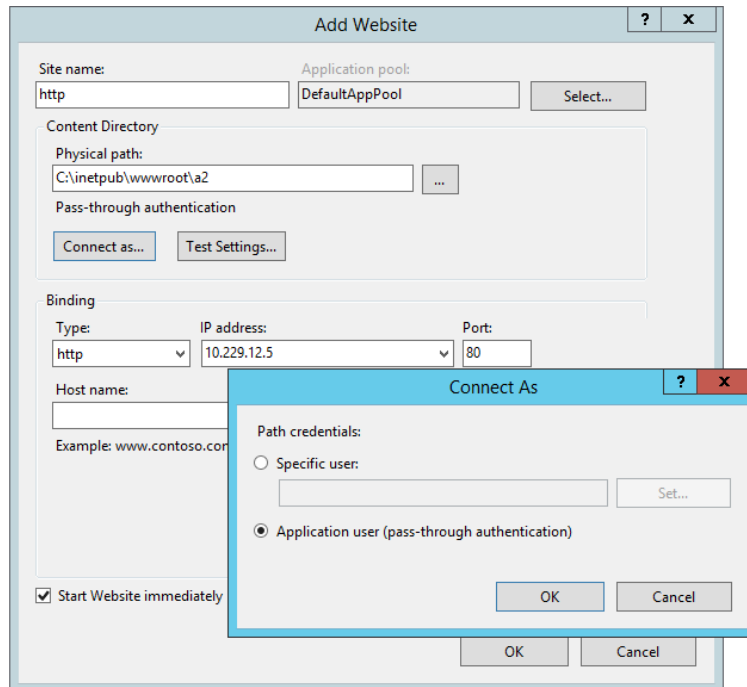 Add Website
? x
Site name: Application pool:
http DefaultAppPool Select...
Content Directory
Physical path:
C:\inetpub\wwwroot\a2 ...
Pass-through authentication
Connect as... Test Settings...
Binding
Type: IP address: Port:
http 10.229.12.5 80
Host name:
Example: www.contoso.com
Connect As
? x
Path credentials:
Specific user:
Set...
Application user (pass-through authentication)
OK Cancel
Start Website immediately
OK Cancel